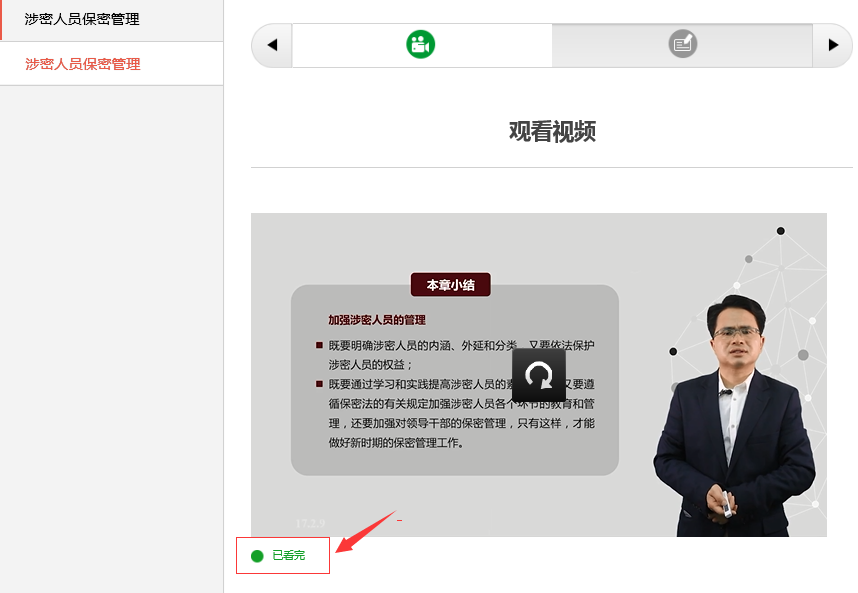 涉密人员保密管理
涉密人员保密管理
观看视频
本章小结
加强涉密人员的管理
既要明确涉密人员的内涵、外延和分类，又要依法保护
涉密人员的权益；
既要通过学习和实践提高涉密人员的 又要遵
循保密法的有关规定加强涉密人员各个环节的教育和管
理，还要加强对领导干部的保密管理，只有这样，才能
做好新时期的保密管理工作。
17.2.9
已看完